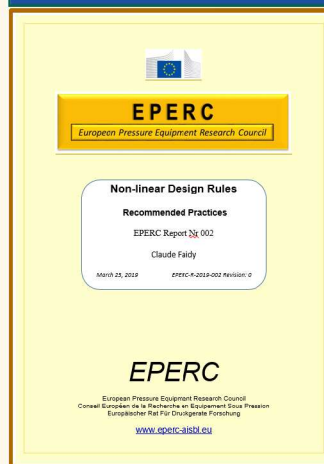 EPERC
European Pressure Equipment Research Council
Non-linear Design Rules
Recommended Practices
EPERC Report Nr 002
Claude Faidy
March 25, 2019 EPERC-R-2019-002 Revision: 0
EPERC
European Pressure Equipment Research Council
Conseil Européen de la Recherche en Equipement Sous Pression
Europäischer Rat Für Druckgerate Forschung
www.eperc-aisbl.eu